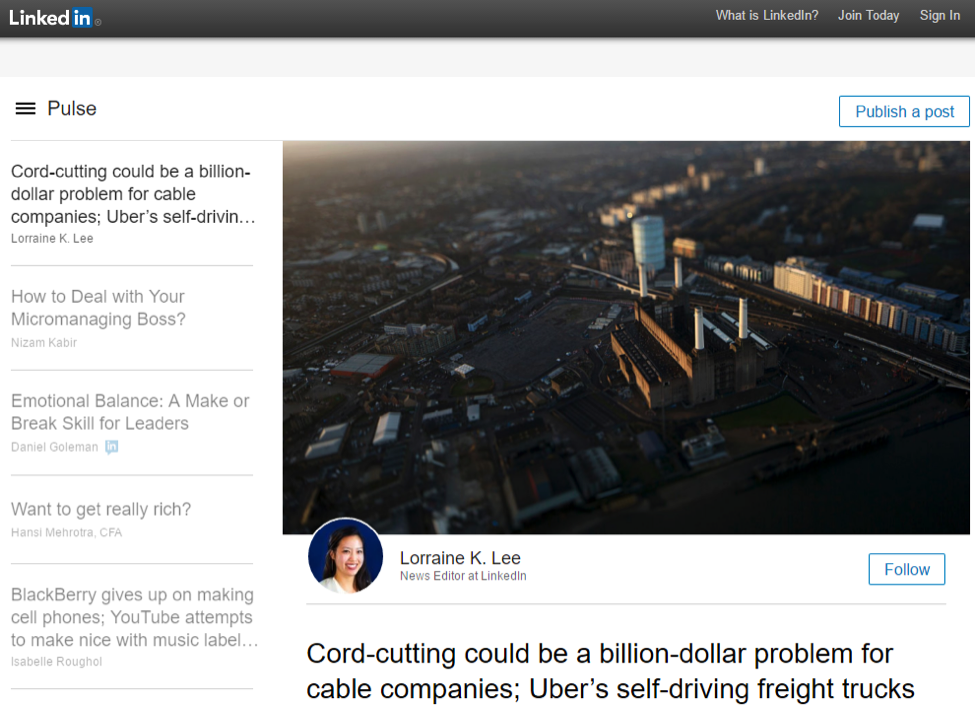 Linked in
What is LinkedIn? Join Today Sign In
Pulse
Publish a post
Cord-cutting could be a billion-
dollar problem for cable
companies; Uber’s self-drivin…
Lorraine K. Lee
How to Deal with Your
Micromanaging Boss?
Nizam Kabir
Emotional Balance: A Make or
Break Skill for Leaders
Daniel Goleman in
Want to get really rich?
Hansi Mehrotra, CFA
BlackBerry gives up on making
cell phones; YouTube attempts
to make nice with music label…
Isabelle Roughol
Lorraine K. Lee
News Editor at LinkedIn
Follow
Cord-cutting could be a billion-dollar problem for
cable companies; Uber’s self-driving freight trucks